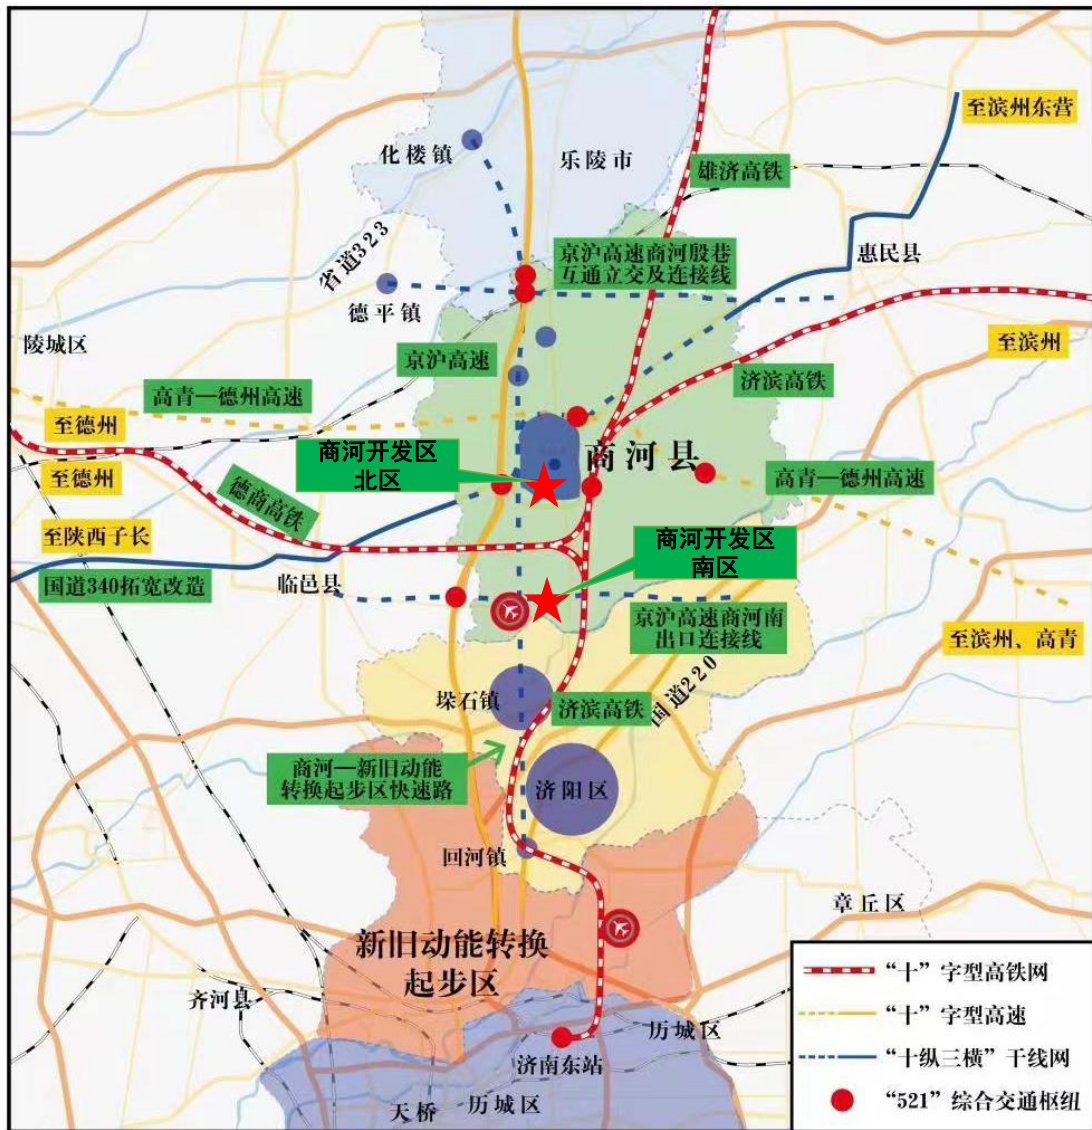 至滨州东营
化楼镇
乐陵市
雄济高铁
省道323
京沪高速商河殷巷
互通立交及连接线
惠民县
德平镇
陵城区
京沪高速
至滨州
济滨高铁
高青—德州高速
至德州
商河开发区
北区
商河县
至德州
高青—德州高速
德商高铁
至陕西子长
商河开发区
南区
国道340拓宽改造
临邑县
京沪高速商河南
出口连接线
至滨州、高青
垛石镇
济滨高铁
国道220
商河—新旧动能
转换起步区快速路
济阳区
回河镇
章丘区
新旧动能转换
起步区
齐河县
历城区
济南东站
天桥
历城区
“十”字型高铁网
“十”字型高速
“十纵三横”干线网
“521”综合交通枢纽